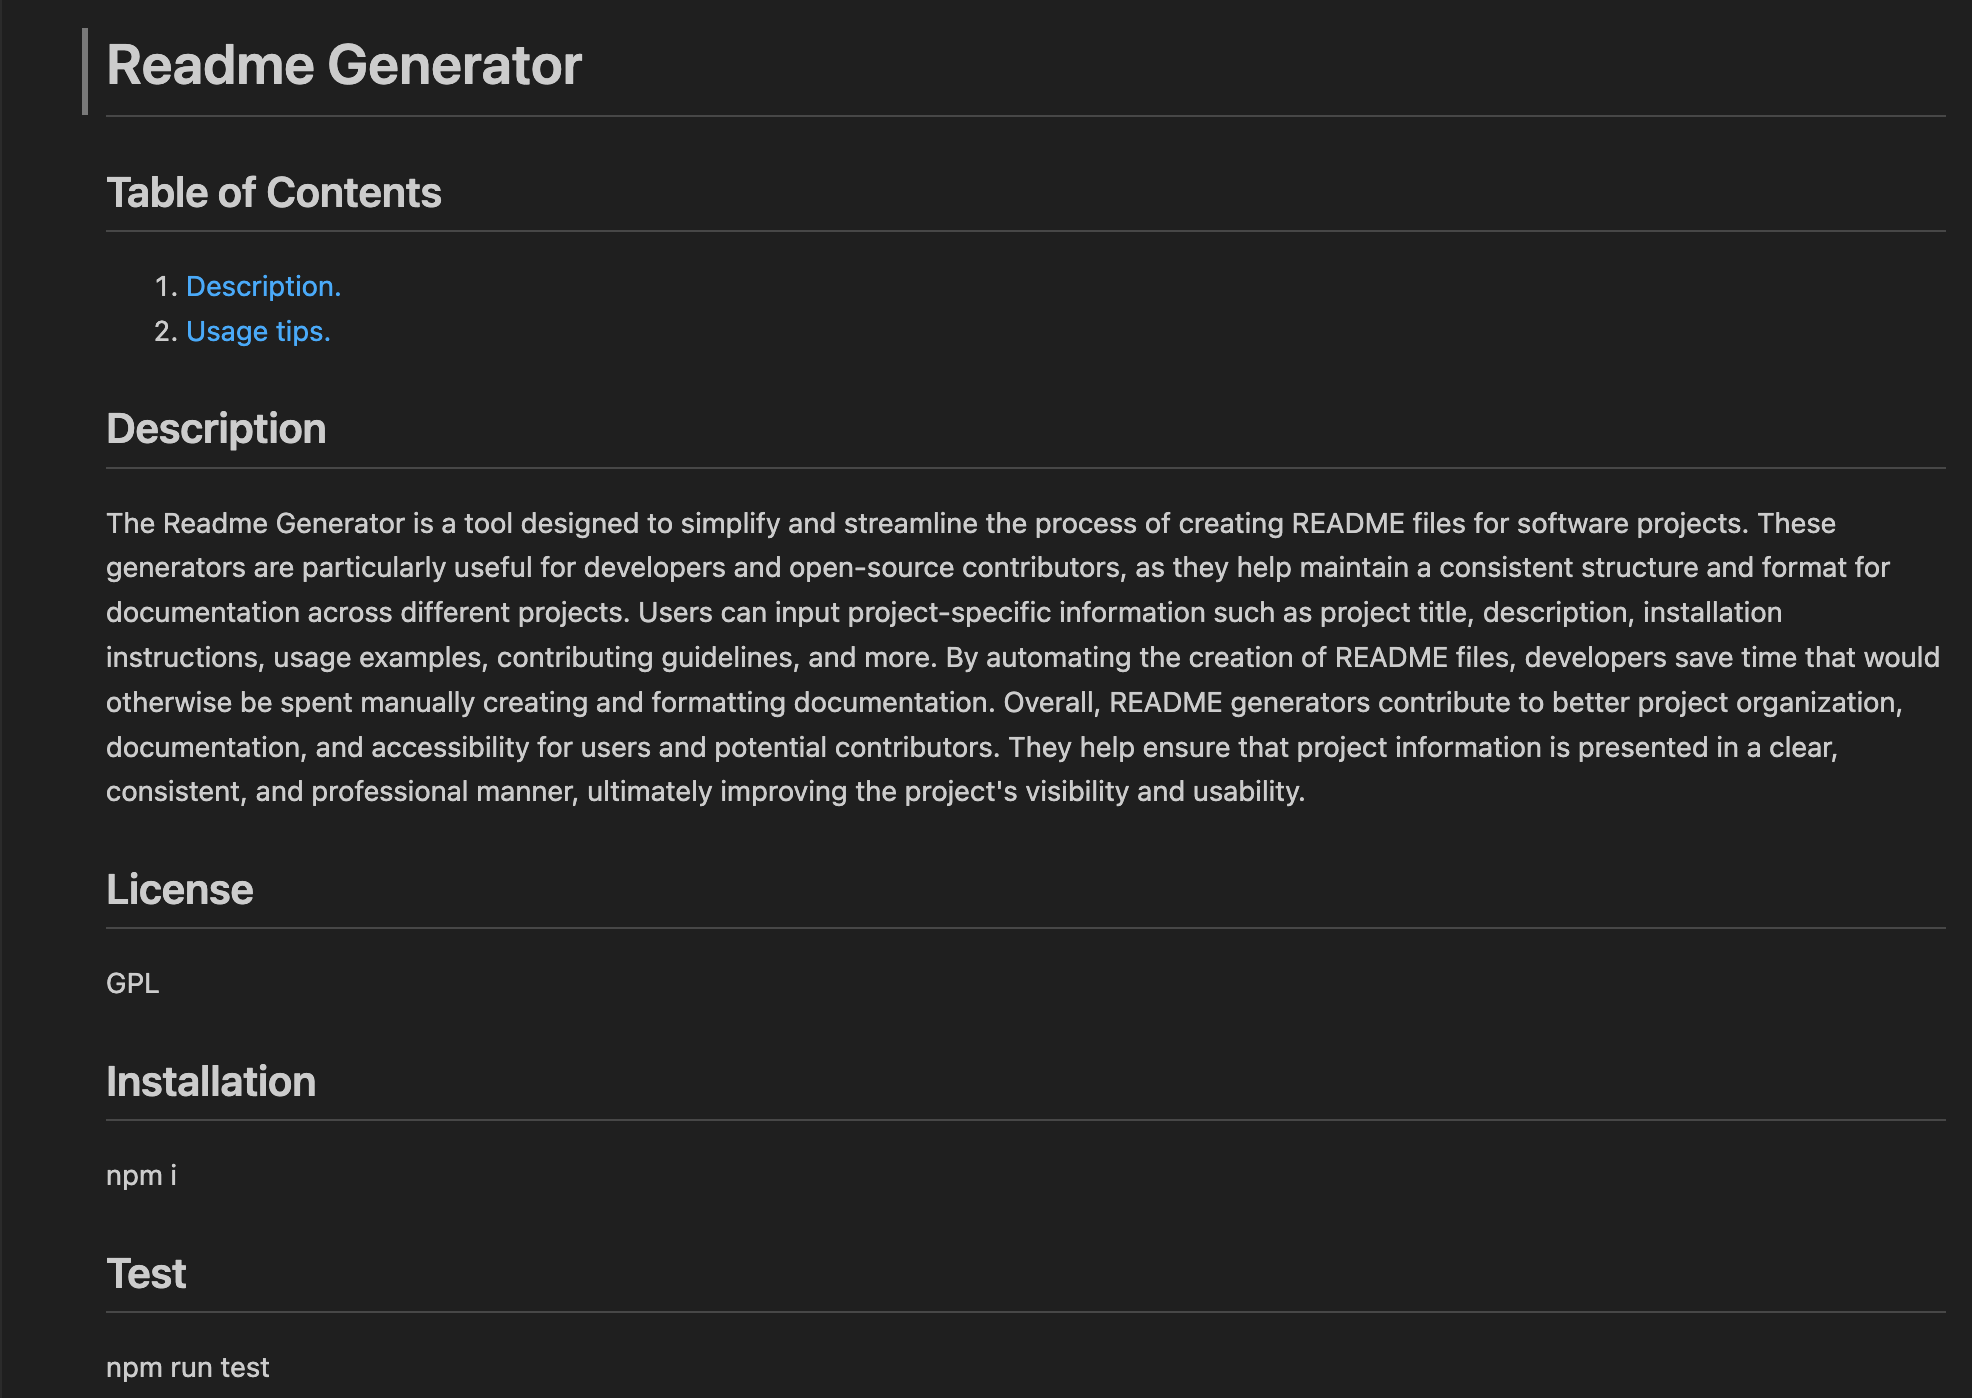 Readme Generator
Table of Contents
1. Description.
2. Usage tips.
Description
The Readme Generator is a tool designed to simplify and streamline the process of creating README files for software projects. These
generators are particularly useful for developers and open-source contributors, as they help maintain a consistent structure and format for
documentation across different projects. Users can input project-specific information such as project title, description, installation
instructions, usage examples, contributing guidelines, and more. By automating the creation of README files, developers save time that would
otherwise be spent manually creating and formatting documentation. Overall, README generators contribute to better project organization,
documentation, and accessibility for users and potential contributors. They help ensure that project information is presented in a clear,
consistent, and professional manner, ultimately improving the project's visibility and usability.
License
GPL
Installation
npm i
Test
npm run test